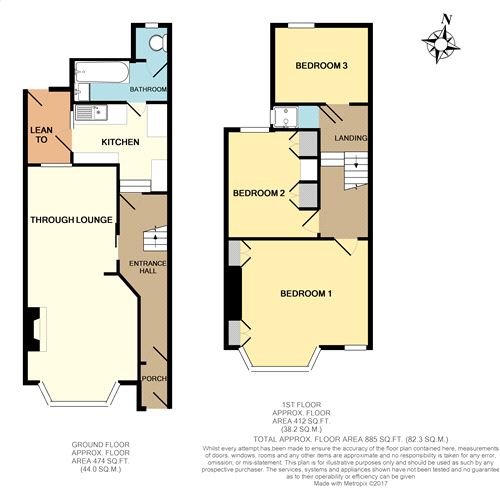 N
BATHROOM
LEAN
TO
KITCHEN
THROUGH LOUNGE
ENTRANCE
HALL
PORCH
BEDROOM 3
LANDING
BEDROOM 2
BEDROOM 1
GROUND FLOOR
APPROX. FLOOR
AREA 474 SQ.FT.
(44.0 SQ.M.)
1ST FLOOR
APPROX. FLOOR
AREA 412 SQ.FT.
(38.2 SQ.M.)
TOTAL APPROX. FLOOR AREA 885 SQ.FT. (82.3 SQ.M.)
Whilst every attempt has been made to ensure the accuracy of the floor plan contained here, measurements
of doors, windows, rooms and any other items are approximate and no responsibility is taken for any error,
omission, or mis-statement. This plan is for illustrative purposes only and should be used as such by any
prospective purchaser. The services, systems and appliances shown have not been tested and no guarantee
as to their operability or efficiency can be given
Made with Metropix ©2017